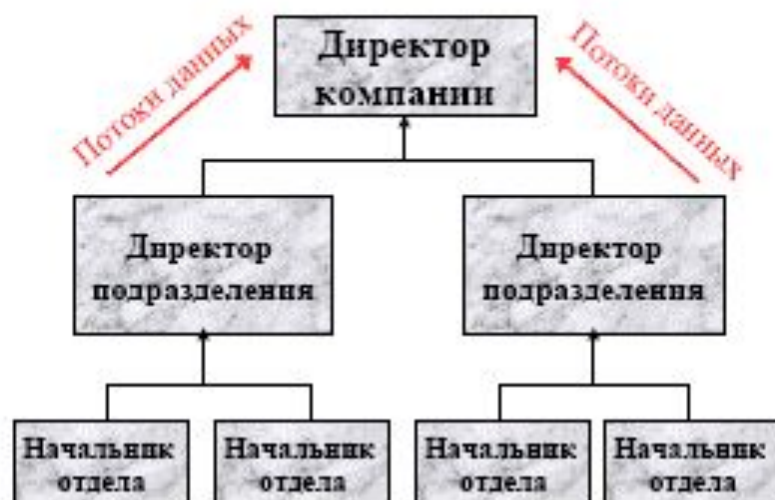 Директор
компании
Потоки данных
Потоки данных
Директор
подразделения
Директор
подразделения
Начальник
отдела
Начальник
отдела
Начальник
отдела
Начальник
отдела